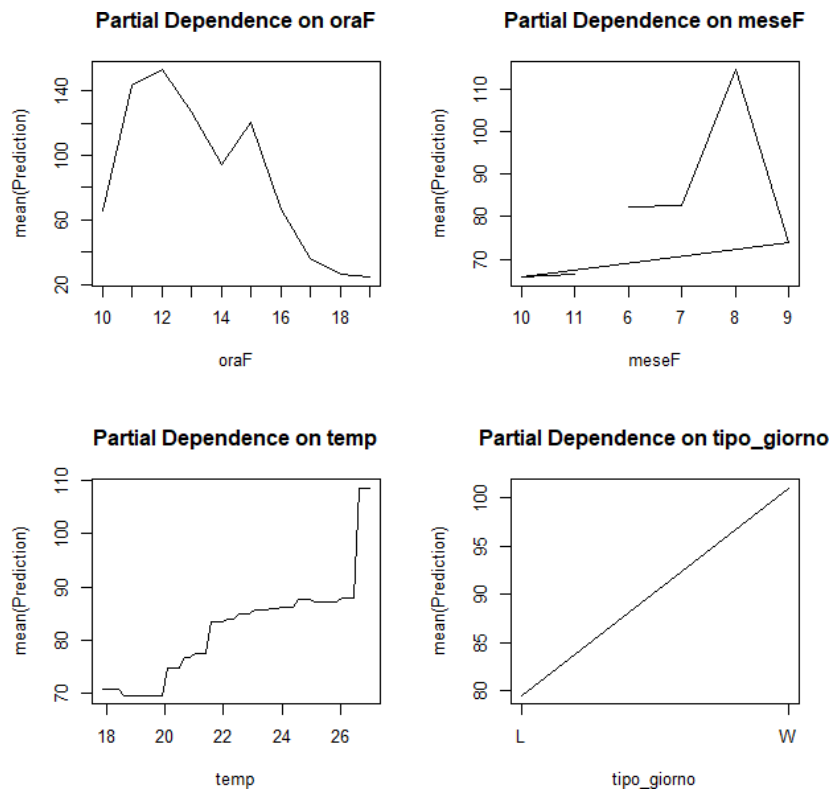 Partial Dependence on oraF
mean(Prediction)
20 60 100 140
10 12 14 16 18
oraF
Partial Dependence on meseF
mean(Prediction)
70 80 90 100 110
10 11 6 7 8 9
meseF
Partial Dependence on temp
mean(Prediction)
70 80 90 100 110
18 20 22 24 26
temp
Partial Dependence on tipo_giorno
mean(Prediction)
80 85 90 95 100
L W
tipo_giorno